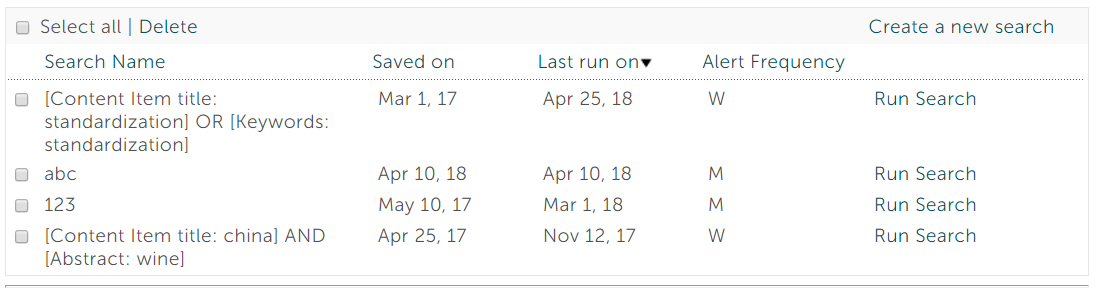 Select all | Delete Create a new search
Search Name Saved on Last run on▼ Alert Frequency
[Content Item title: Mar 1, 17 Apr 25, 18 W Run Search
standardization] OR [Keywords:
standardization]
abc Apr 10, 18 Apr 10, 18 M Run Search
123 May 10, 17 Mar 1, 18 M Run Search
[Content Item title: china] AND Apr 25, 17 Nov 12, 17 W Run Search
[Abstract: wine]